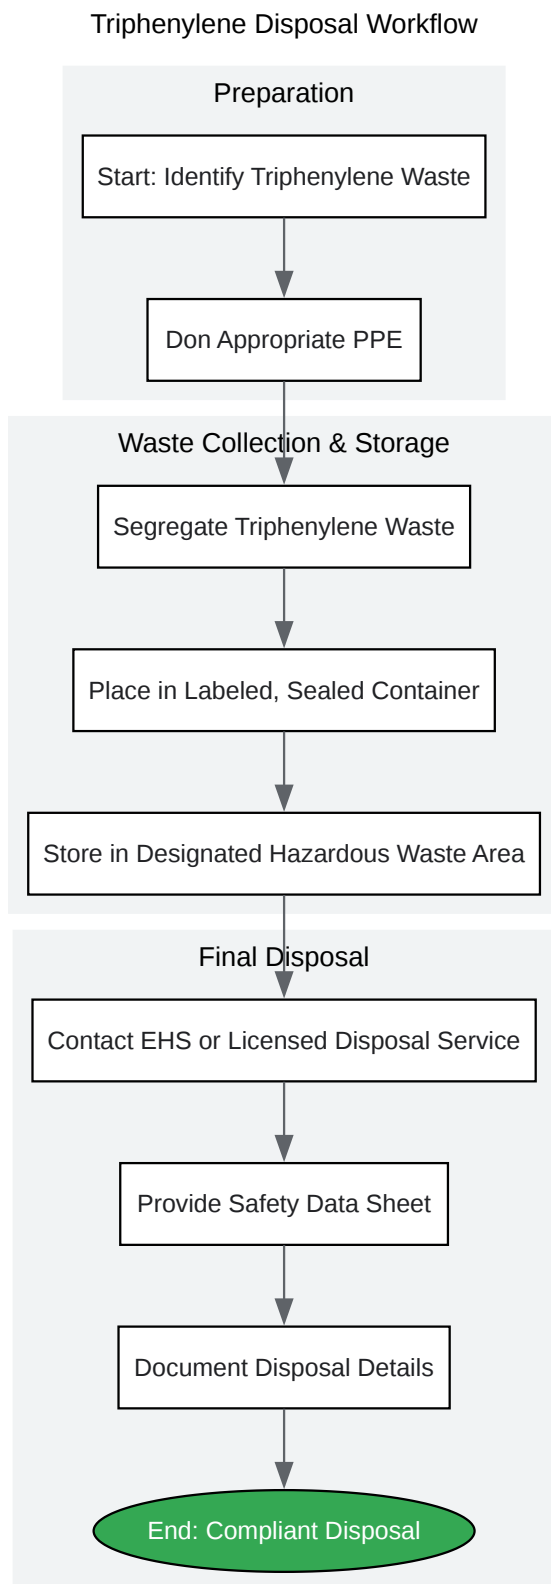 Triphenylene Disposal Workflow
Preparation
Start: Identify Triphenylene Waste
Don Appropriate PPE
Waste Collection & Storage
Segregate Triphenylene Waste
Place in Labeled, Sealed Container
Store in Designated Hazardous Waste Area
Final Disposal
Contact EHS or Licensed Disposal Service
Provide Safety Data Sheet
Document Disposal Details
End: Compliant Disposal